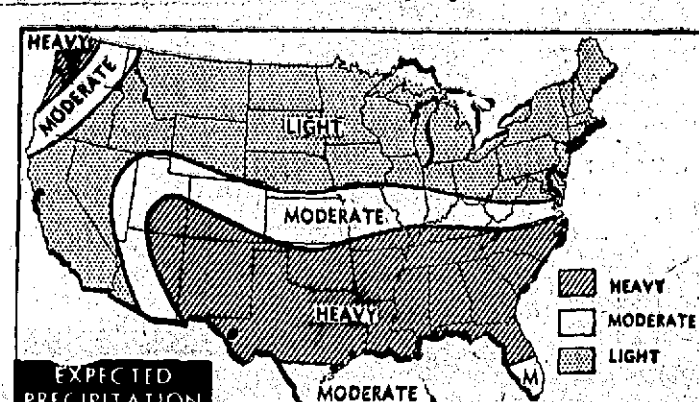 HEAVY
MODERATE
LIGHT
MODERATE
HEAVY
HEAVY
MODERATE
LIGHT
M
MODERATE
EXPECTED
PRECIPITATION